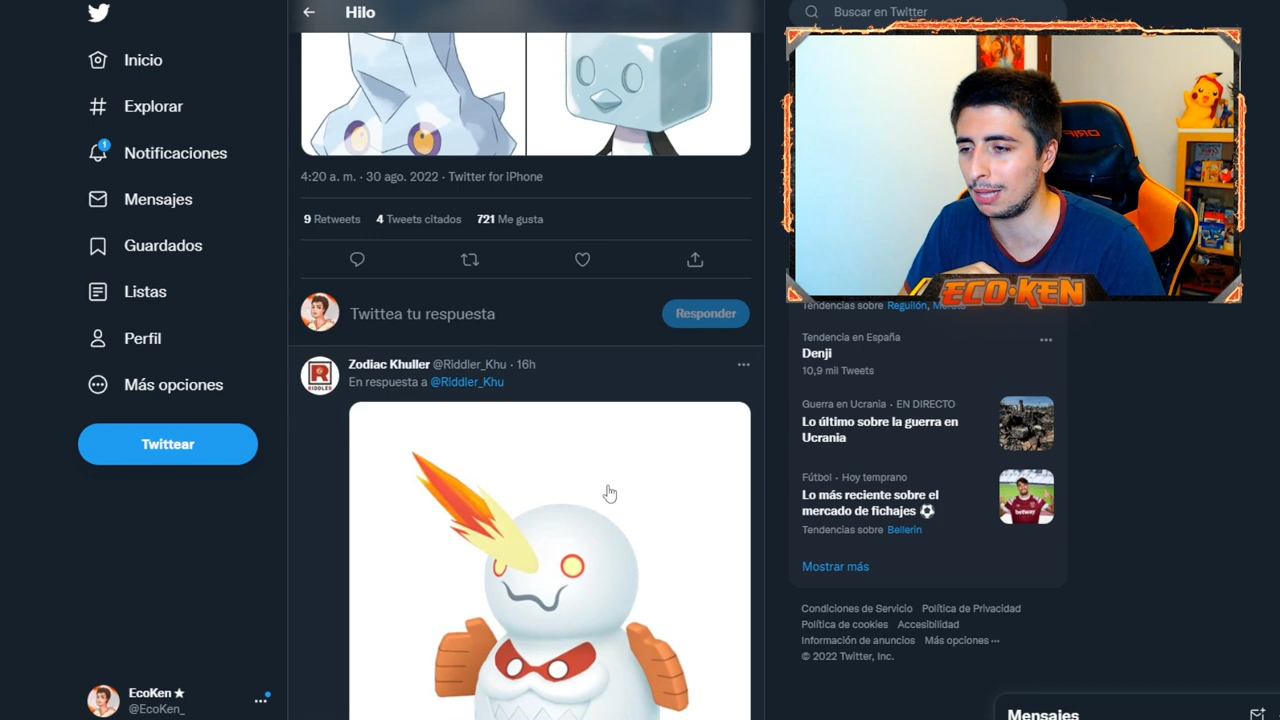 Hilo
Buscar en Twitter
Inicio
Explorar
1
Notificaciones
Mensajes
Guardados
Listas
Perfil
Más opciones
Twittear
EcoKen ★
@EcoKen_
4:20 a. m. · 30 ago. 2022 · Twitter for iPhone
9 Retweets 4 Tweets citados 721 Me gusta
Twittea tu respuesta
Responder
Zodiac Khuller @Riddler_Khu · 16h
En respuesta a @Riddler_Khu
RIDDLER
ECO·KEN
Tendencias sobre Reguilón,
Tendencia en España
Denji
10,9 mil Tweets
Guerra en Ucrania · EN DIRECTO
Lo último sobre la guerra en
Ucrania
Fútbol · Hoy temprano
Lo más reciente sobre el
mercado de fichajes ⚽
betway
Tendencias sobre Bellerín
Mostrar más
Condiciones de Servicio Política de Privacidad
Política de cookies Accesibilidad
Información de anuncios Más opciones ···
© 2022 Twitter, Inc.
Mensajes